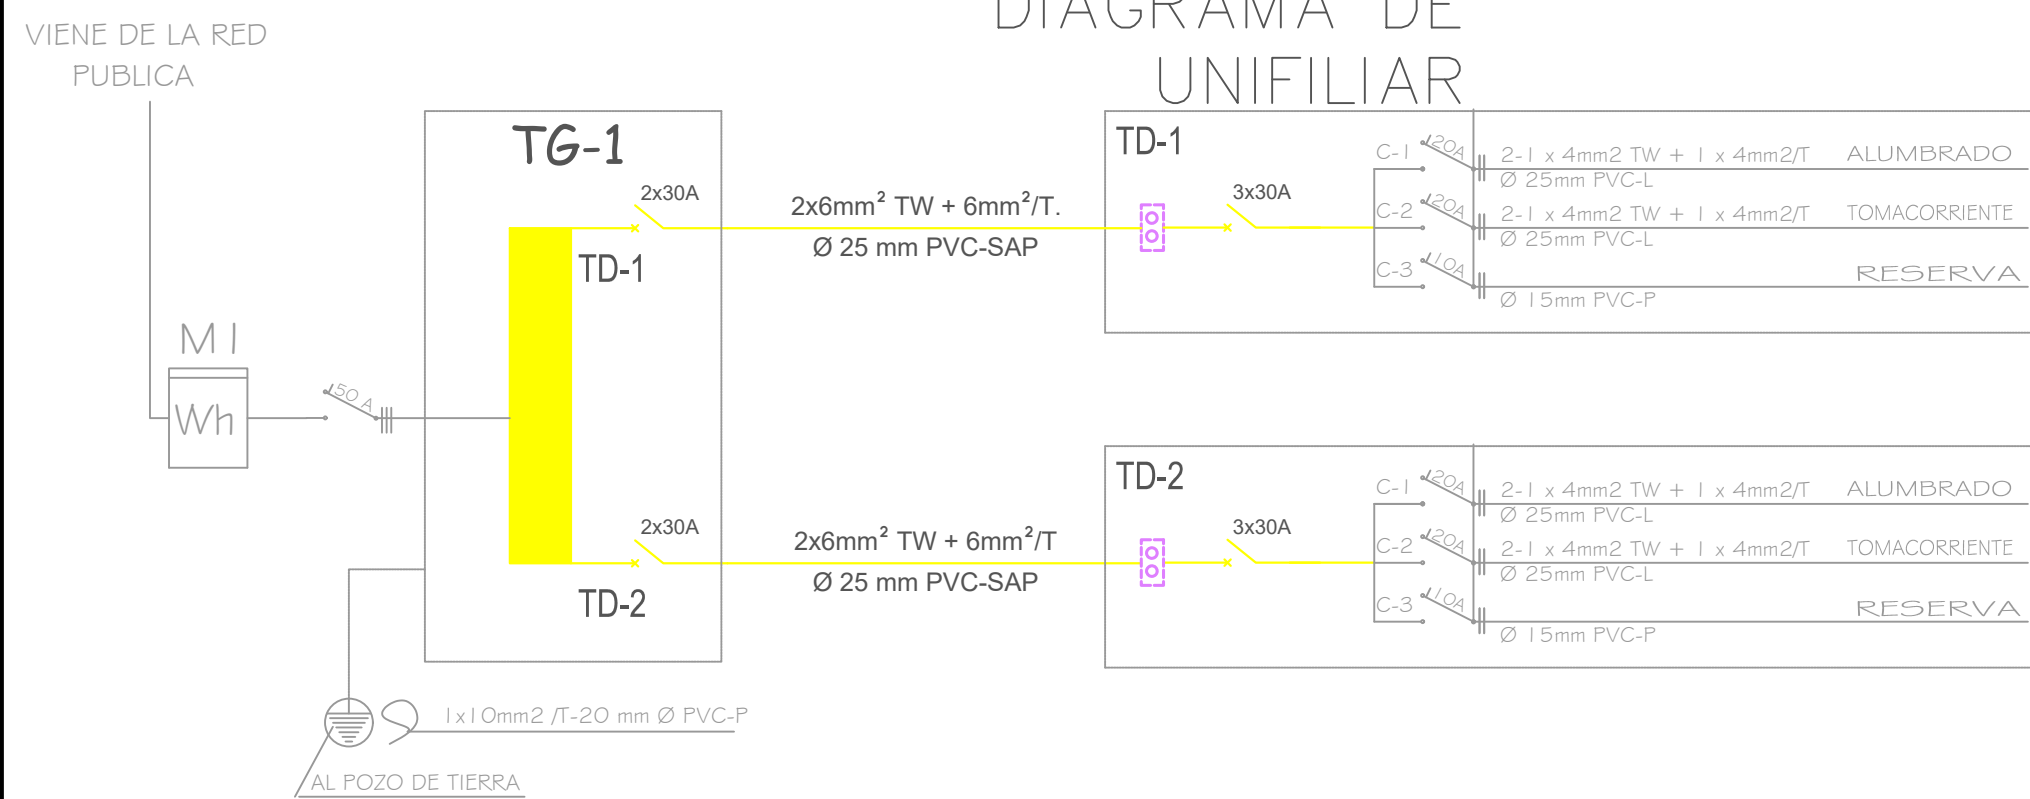 DIAGRAMA DE
UNIFILIAR
VIENE DE LA RED
PUBLICA
M1
Wh
50 A
TG-1
2x30A
TD-1
2x30A
TD-2
2x6mm² TW + 6mm²/T.
Ø 25 mm PVC-SAP
2x6mm² TW + 6mm²/T
Ø 25 mm PVC-SAP
TD-1
3x30A
C-1 20A 2-1 x 4mm2 TW + 1 x 4mm2/T ALUMBRADO
Ø 25mm PVC-L
C-2 20A 2-1 x 4mm2 TW + 1 x 4mm2/T TOMACORRIENTE
Ø 25mm PVC-L
C-3 10A RESERVA
Ø 15mm PVC-P
TD-2
3x30A
C-1 20A 2-1 x 4mm2 TW + 1 x 4mm2/T ALUMBRADO
Ø 25mm PVC-L
C-2 20A 2-1 x 4mm2 TW + 1 x 4mm2/T TOMACORRIENTE
Ø 25mm PVC-L
C-3 10A RESERVA
Ø 15mm PVC-P
1x10mm2 /T-20 mm Ø PVC-P
AL POZO DE TIERRA